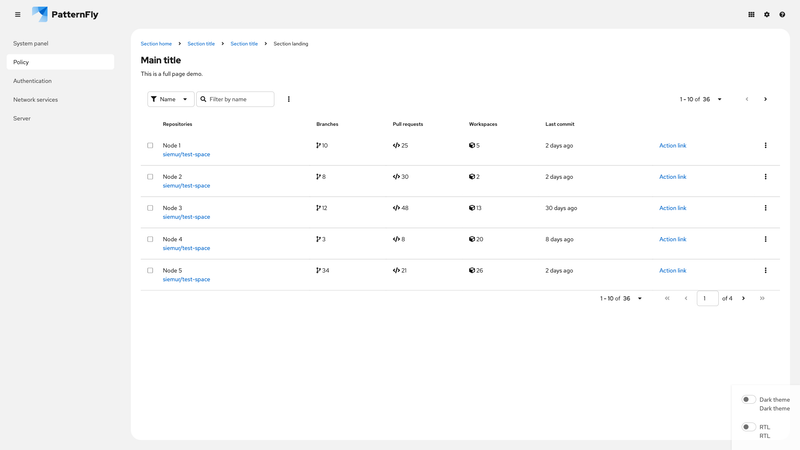 PatternFly
System panel
Policy
Authentication
Network services
Server
Section home Section title Section title Section landing
Main title
This is a full page demo.
Name Filter by name 1 - 10 of 36
Repositories Branches Pull requests Workspaces Last commit
Node 1 10 25 5 2 days ago Action link
siemur/test-space
Node 2 8 30 2 2 days ago Action link
siemur/test-space
Node 3 12 48 13 30 days ago Action link
siemur/test-space
Node 4 3 8 20 8 days ago Action link
siemur/test-space
Node 5 34 21 26 2 days ago Action link
siemur/test-space
1 - 10 of 36 1 of 4
Dark theme
Dark theme
RTL
RTL